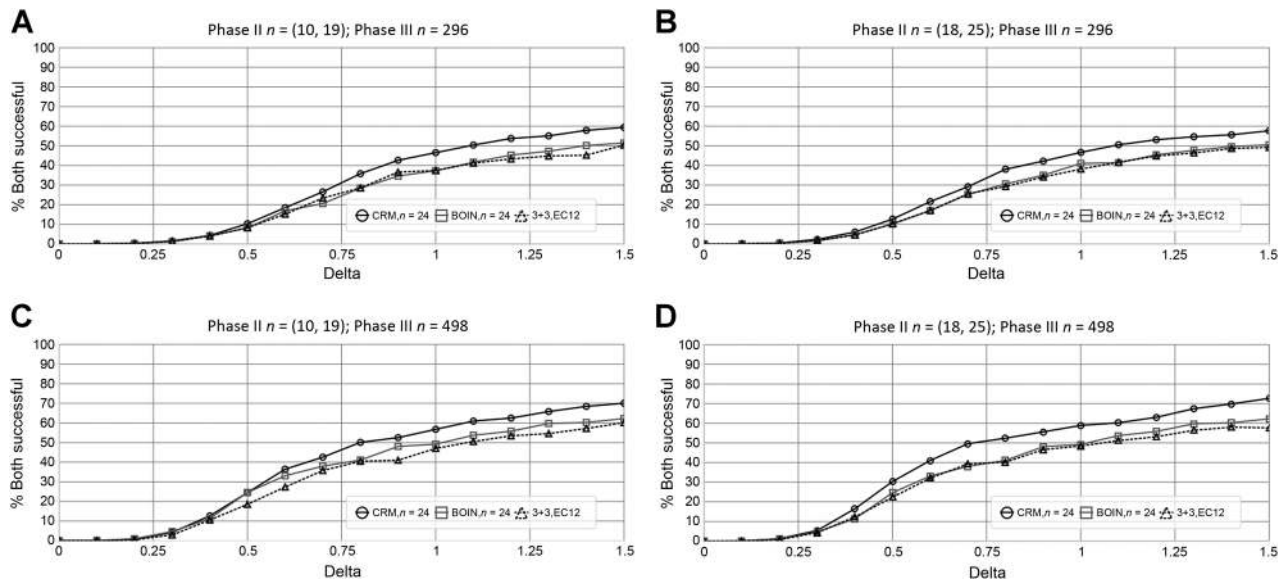 A
Phase II n = (10, 19); Phase III n = 296
% Both successful
100
90
80
70
60
50
40
30
20
10
0
CRM,n = 24 BOIN,n = 24 3+3,EC12
0 0.25 0.5 0.75 1 1.25 1.5
Delta
B
Phase II n = (18, 25); Phase III n = 296
% Both successful
100
90
80
70
60
50
40
30
20
10
0
CRM,n = 24 BOIN,n = 24 3+3,EC12
0 0.25 0.5 0.75 1 1.25 1.5
Delta
C
Phase II n = (10, 19); Phase III n = 498
% Both successful
100
90
80
70
60
50
40
30
20
10
0
CRM,n = 24 BOIN,n = 24 3+3,EC12
0 0.25 0.5 0.75 1 1.25 1.5
Delta
D
Phase II n = (18, 25); Phase III n = 498
% Both successful
100
90
80
70
60
50
40
30
20
10
0
CRM,n = 24 BOIN,n = 24 3+3,EC12
0 0.25 0.5 0.75 1 1.25 1.5
Delta